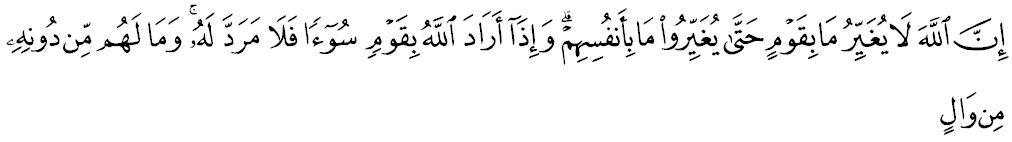 إِنَّ ٱللَّهَ لَا يُغَيِّرُ مَا بِقَوۡمٍ حَتَّىٰ يُغَيِّرُواْ مَا بِأَنفُسِهِمۡۗ وَإِذَآ أَرَادَ ٱللَّهُ بِقَوۡمٖ سُوٓءٗا فَلَا مَرَدَّ لَهُۥۚ وَمَا لَهُم مِّن دُونِهِۦ
مِن وَالٍ